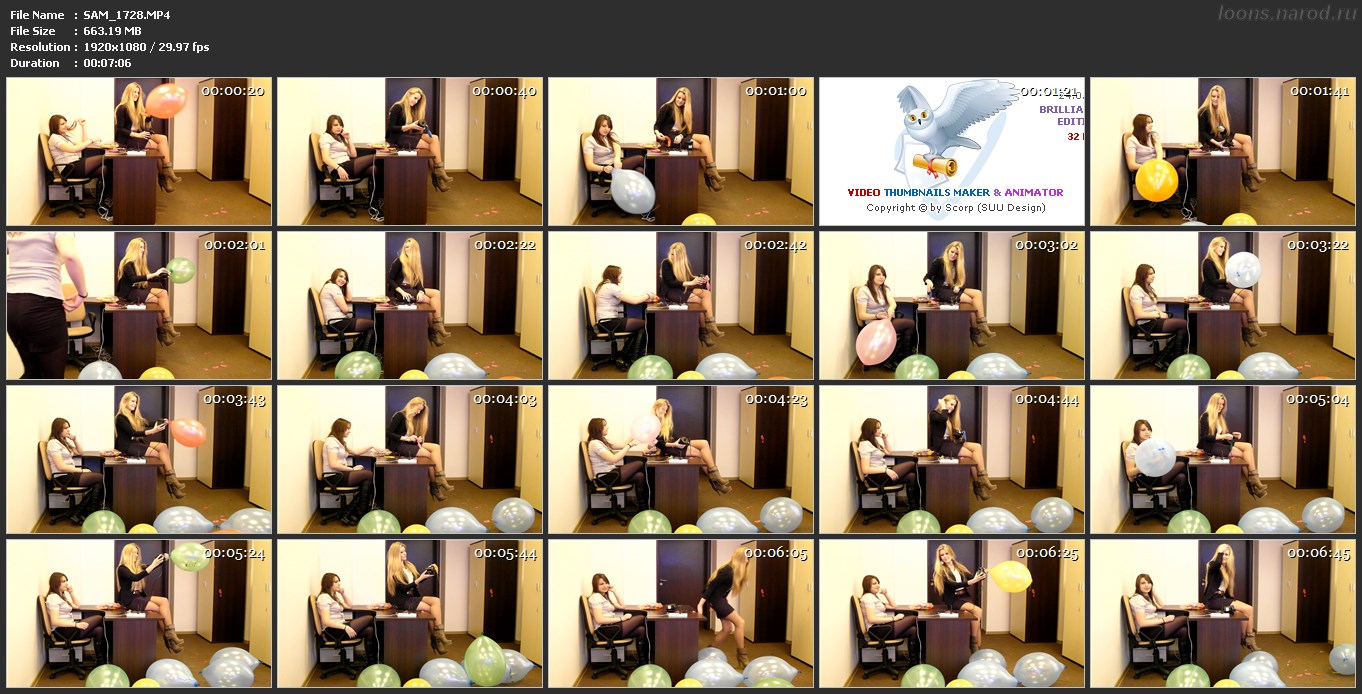 File Name : SAM_1728.MP4
loons.narod.ru
File Size : 663.19 MB
Resolution : 1920x1080 / 29.97 fps
Duration : 00:07:06
00:00:20
00:00:40
00:01:00
00:01:21
BRILLIA
EDIT
32
VIDEO THUMBNAILS MAKER & ANIMATOR
Copyright © by Scorp (SUU Design)
00:01:41
00:02:01
00:02:22
00:02:42
00:03:02
00:03:22
00:03:43
00:04:03
00:04:23
00:04:44
00:05:04
00:05:24
00:05:44
00:06:05
00:06:25
00:06:45